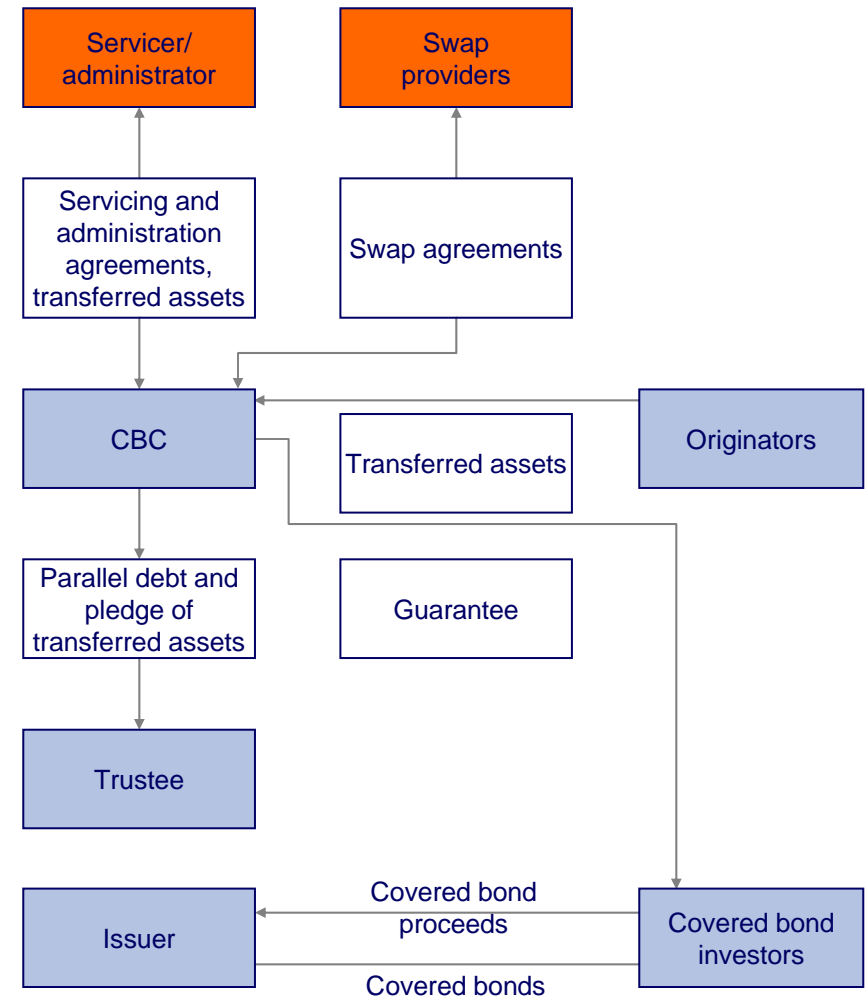 Servicer/
administrator
Swap
providers
Servicing and
administration
agreements,
transferred assets
Swap agreements
CBC
Transferred assets
Originators
Parallel debt and
pledge of
transferred assets
Guarantee
Trustee
Issuer
Covered bond
proceeds
Covered bonds
Covered bond
investors